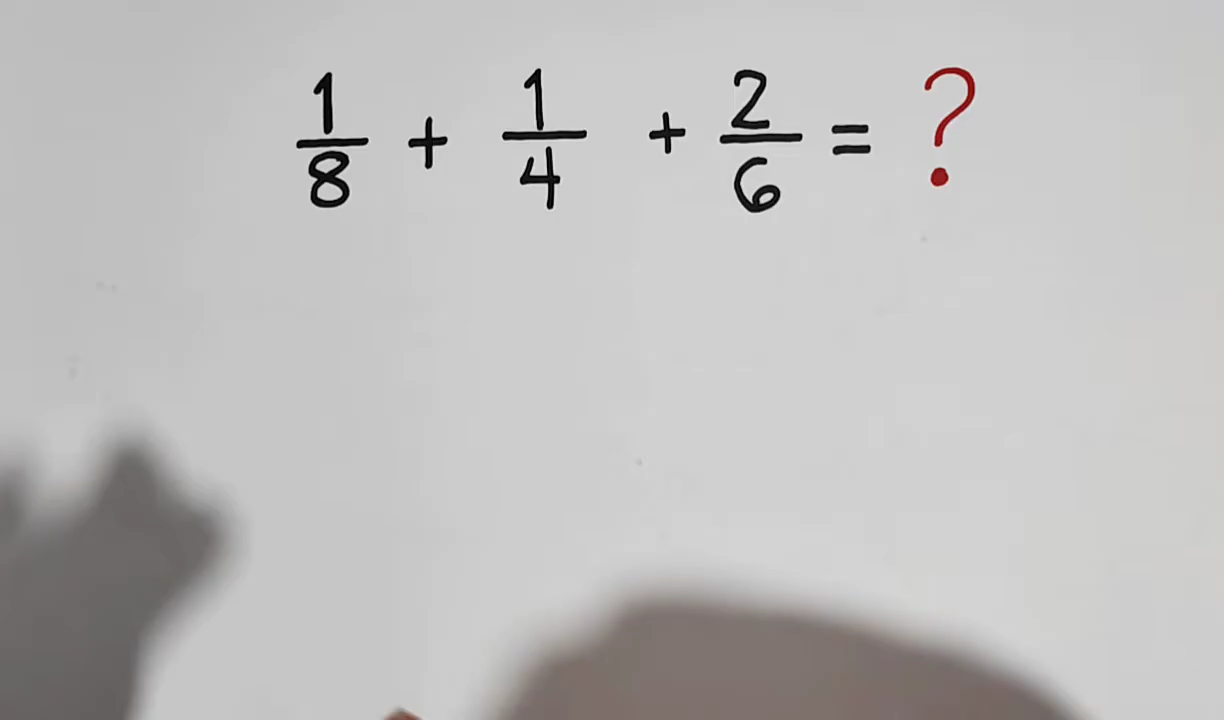 1/8 + 1/4 + 2/6 = ?